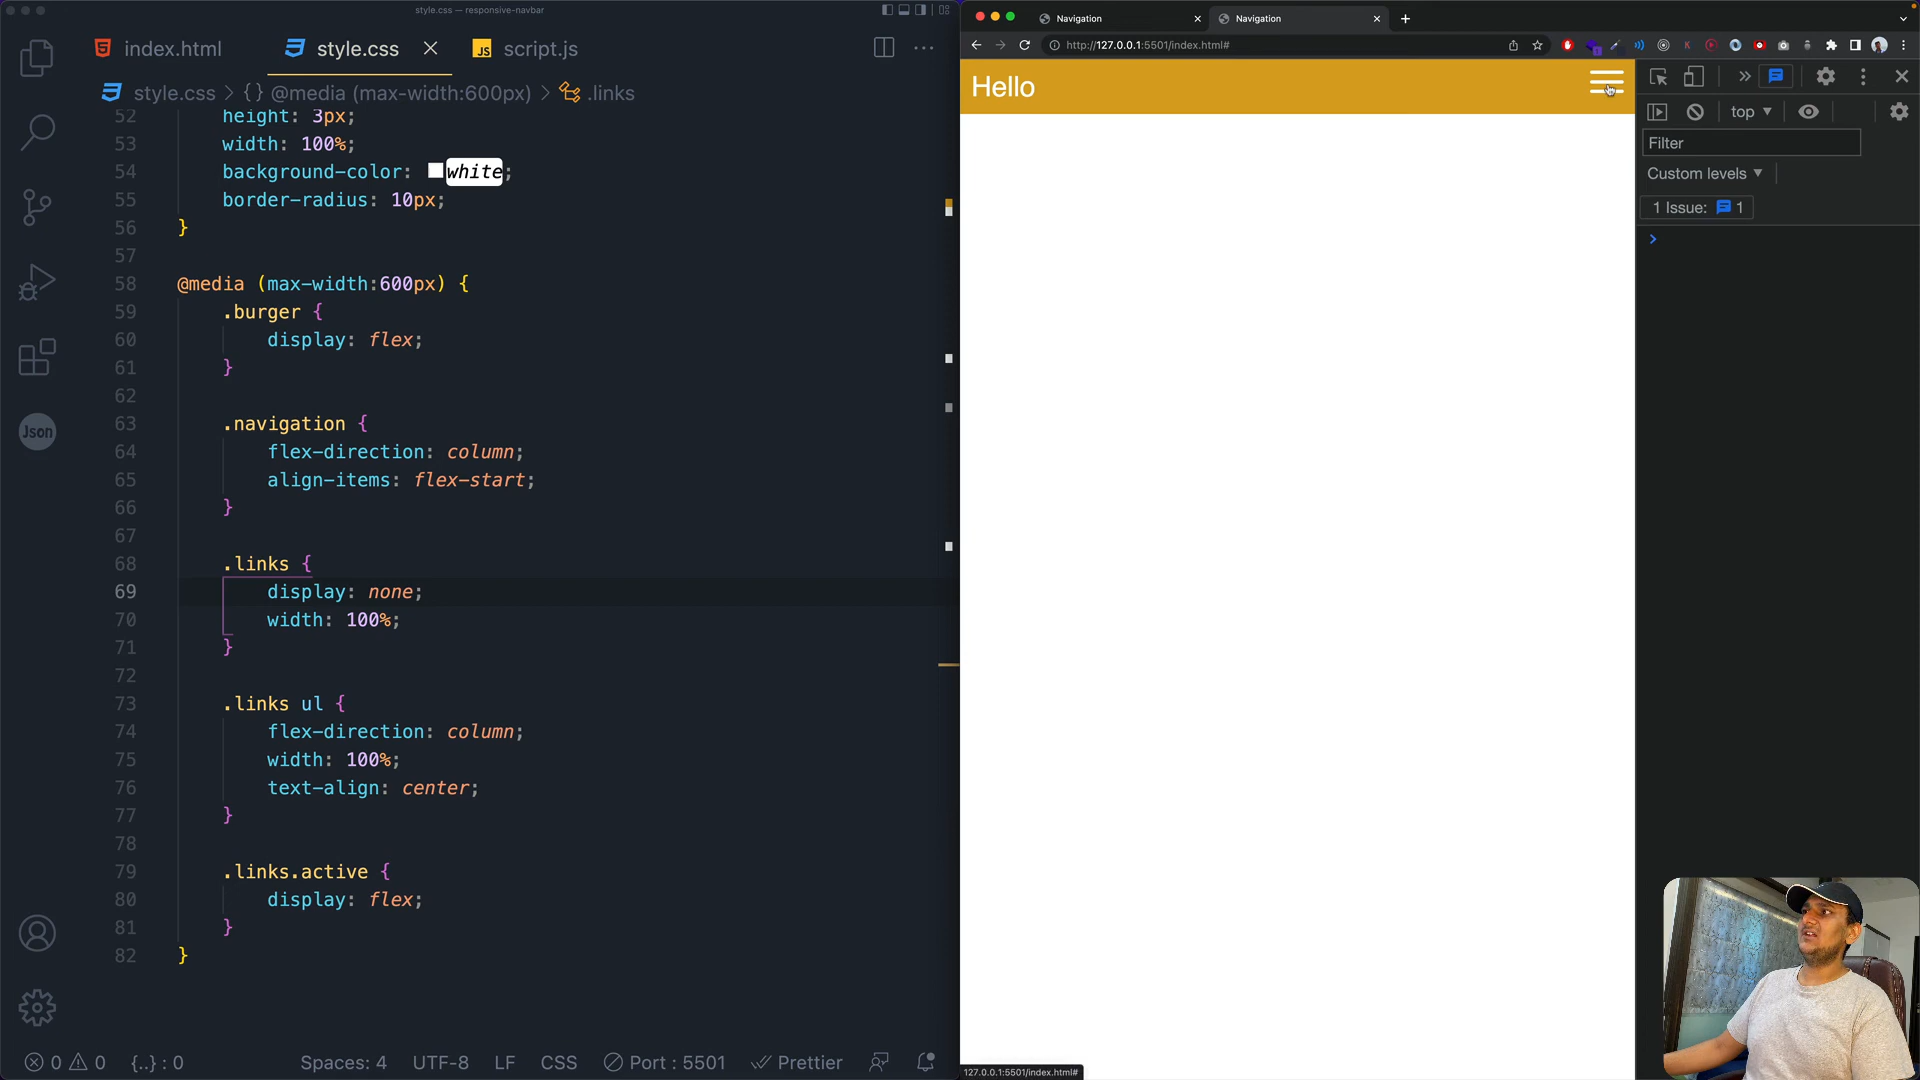 style.css — responsive-navbar
index.html
style.css
JS script.js
style.css > {} @media (max-width:600px) > .links
52 height: 3px;
53 width: 100%;
54 background-color: white;
55 border-radius: 10px;
56 }
57
58 @media (max-width:600px) {
59 .burger {
60 display: flex;
61 }
62
63 .navigation {
64 flex-direction: column;
65 align-items: flex-start;
66 }
67
68 .links {
69 display: none;
70 width: 100%;
71 }
72
73 .links ul {
74 flex-direction: column;
75 width: 100%;
76 text-align: center;
77 }
78
79 .links.active {
80 display: flex;
81 }
82 }
Json
0 0 {..} : 0 Spaces: 4 UTF-8 LF CSS Port : 5501 Prettier
Navigation
Navigation
http://127.0.0.1:5501/index.html#
Hello
top
Filter
Custom levels
1 Issue: 1
127.0.0.1:5501/index.html#